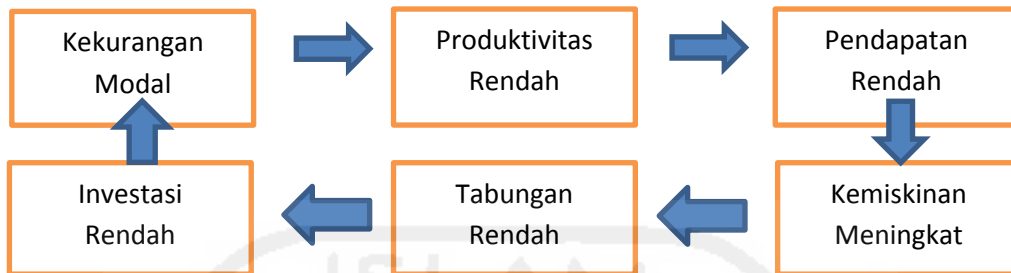 Kekurangan
Modal
Produktivitas
Rendah
Pendapatan
Rendah
Investasi
Rendah
Tabungan
Rendah
Kemiskinan
Meningkat